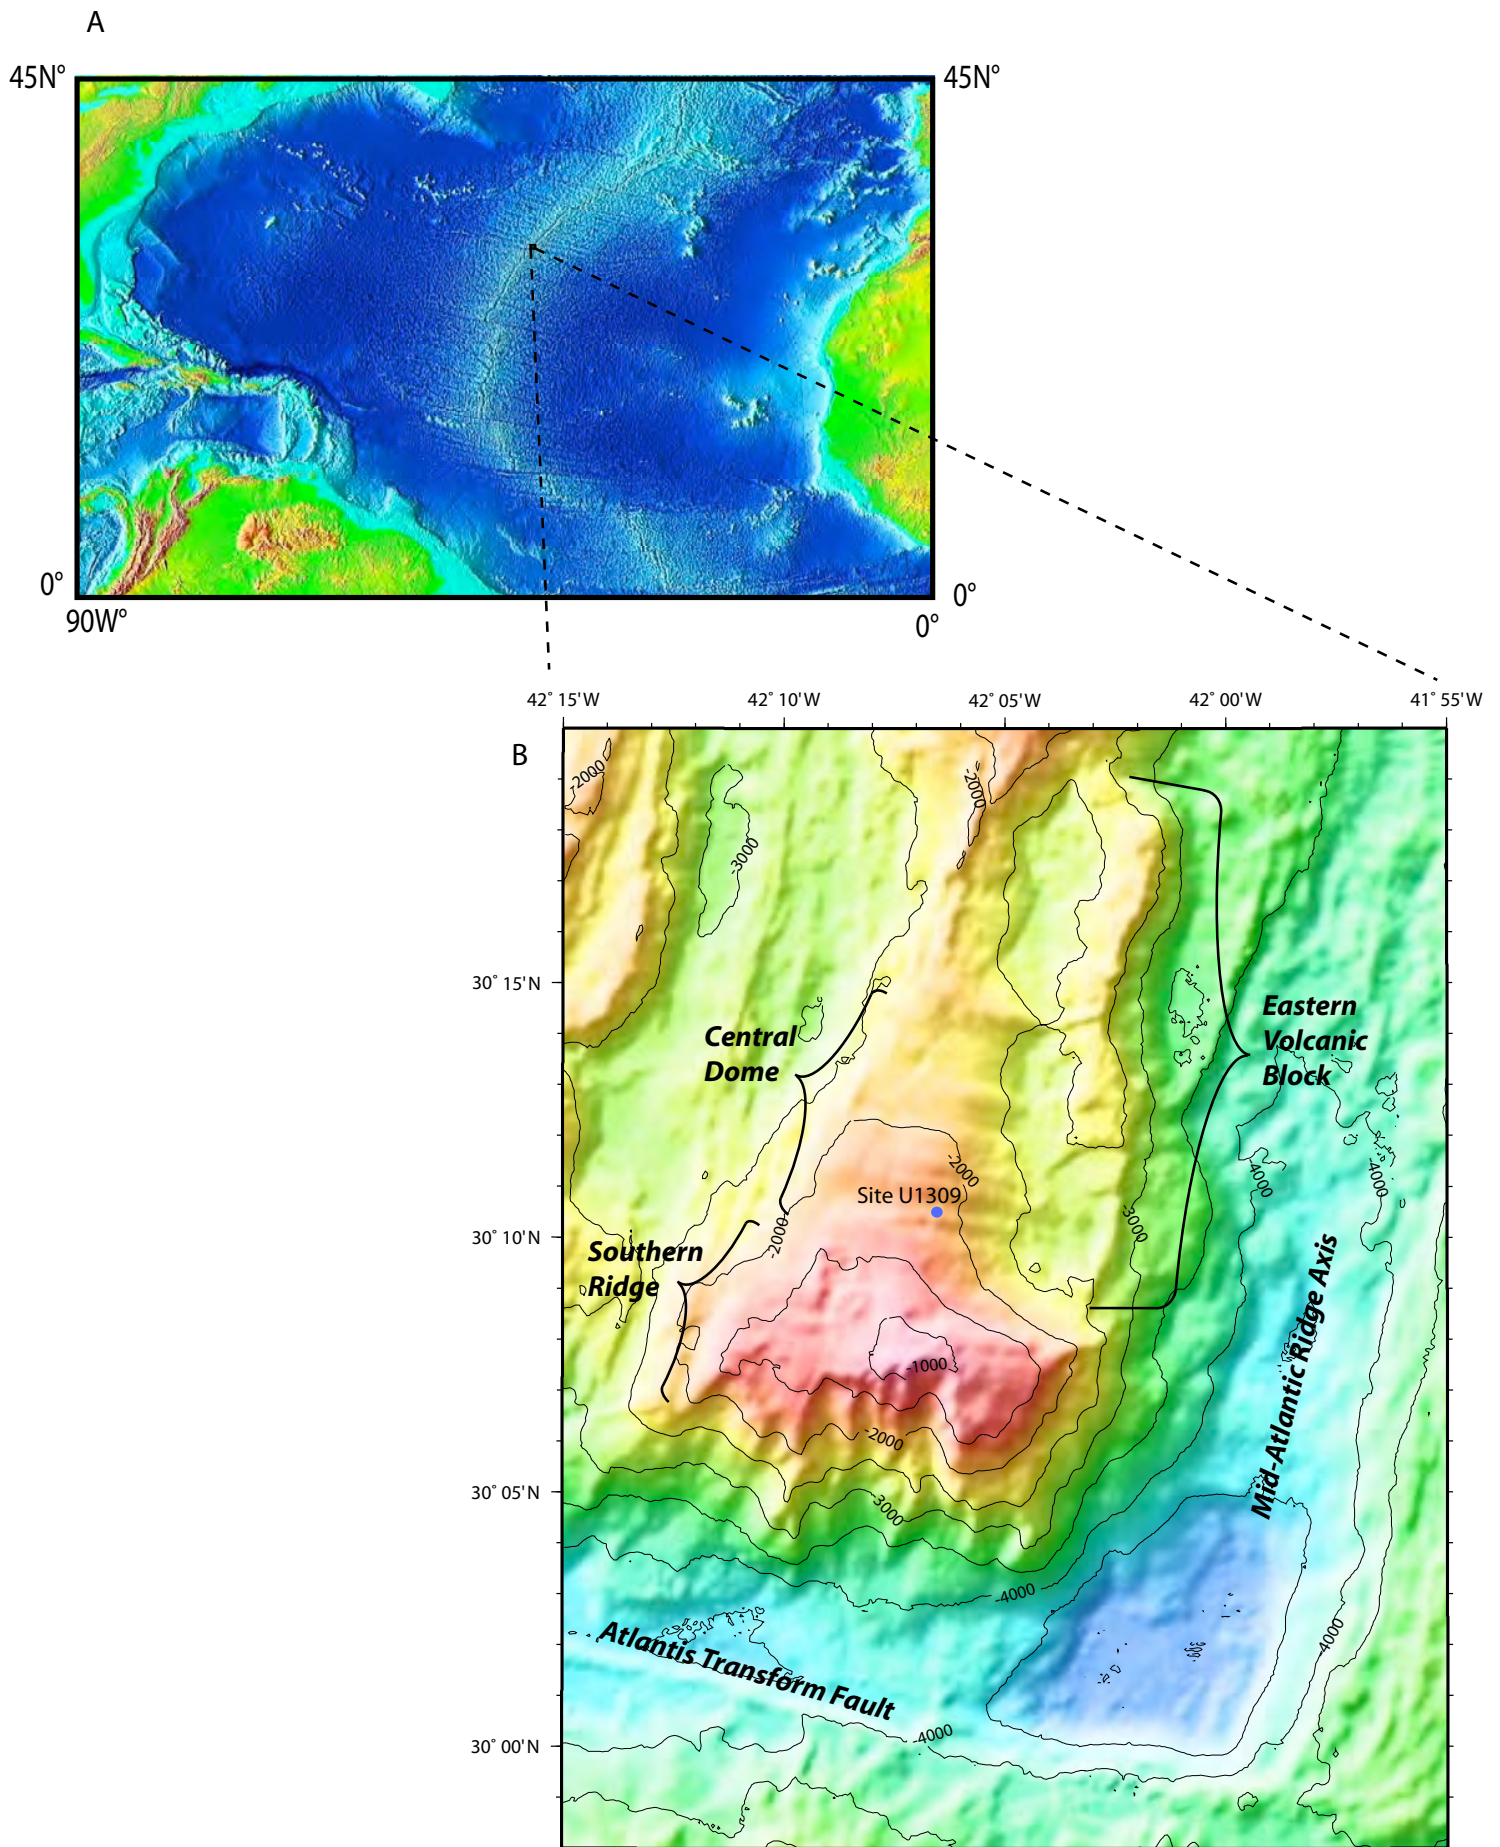 A
45N°
45N°
0°
0°
90W°
0°
42° 15'W
42° 10'W
42° 05'W
42° 00'W
41° 55'W
B
-2000
-2000
-3000
30° 15'N
Central
Dome
Eastern
Volcanic
Block
-2000
-4000
-4000
Site U1309
-3000
-2000
30° 10'N
Southern
Ridge
Mid-Atlantic Ridge Axis
-1000
-2000
30° 05'N
-3000
-4000
-4000
Atlantis Transform Fault
-4000
30° 00'N